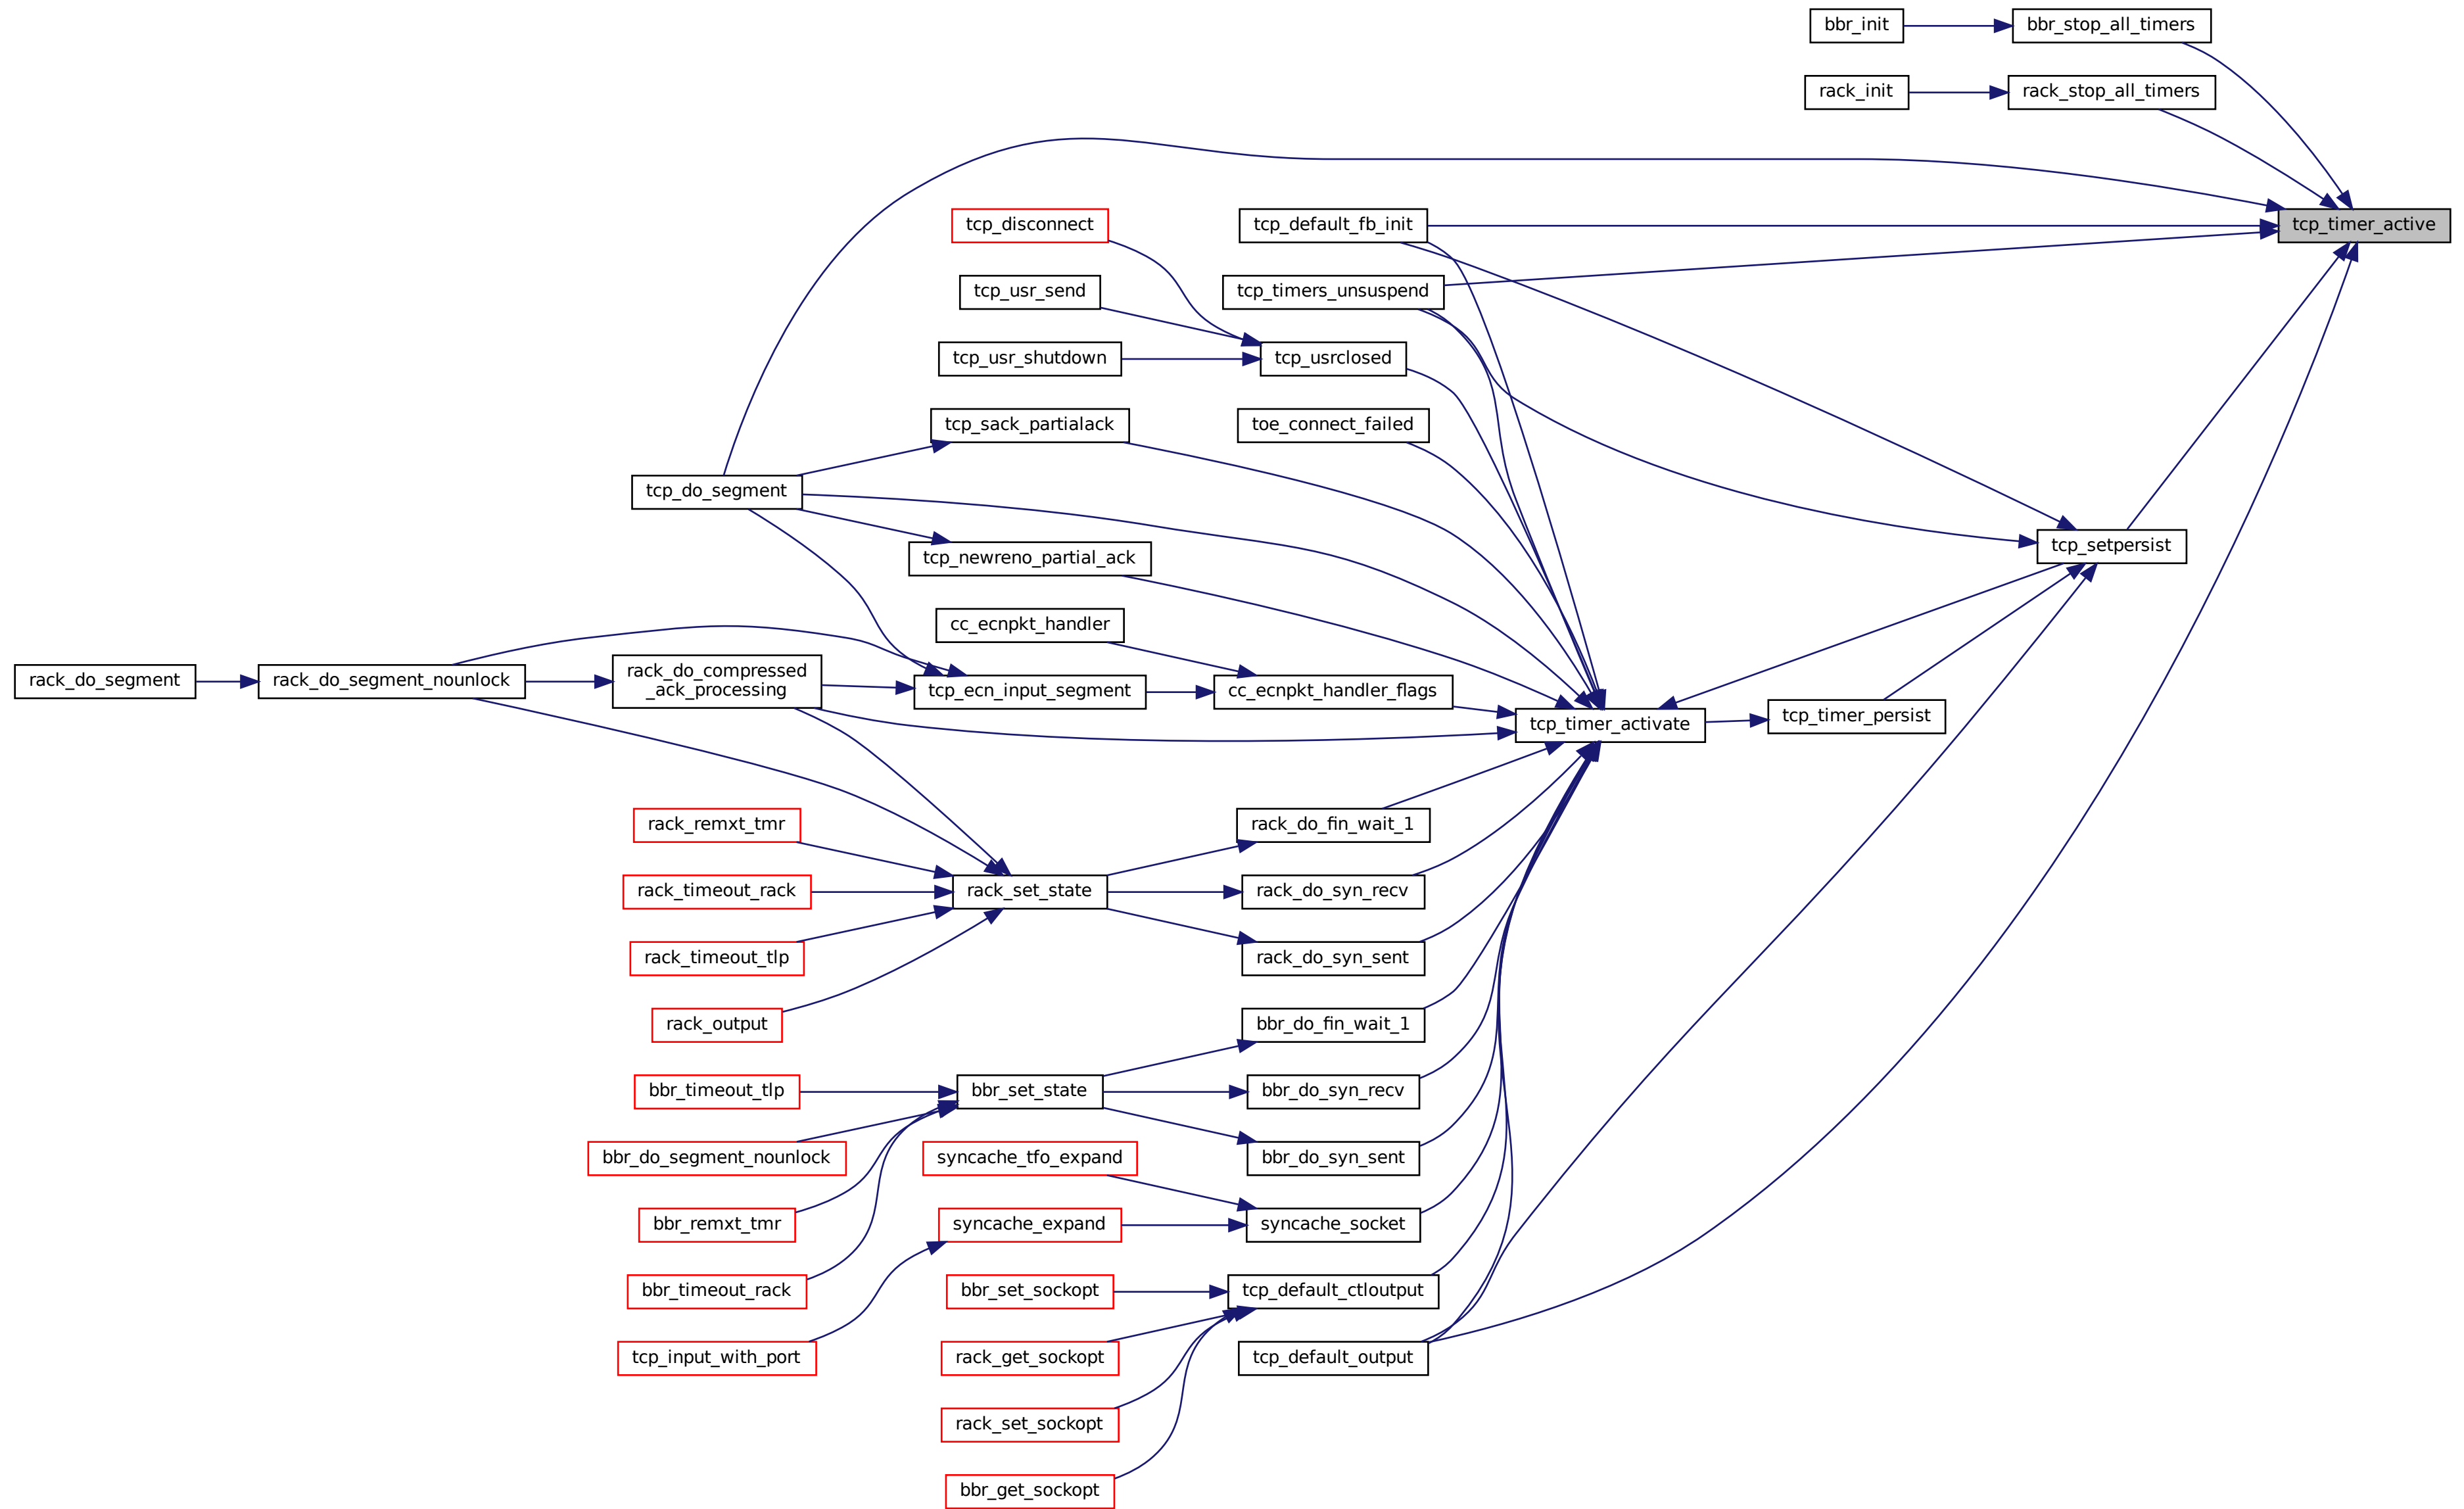 bbr_init
bbr_stop_all_timers
rack_init
rack_stop_all_timers
tcp_disconnect
tcp_default_fb_init
tcp_timer_active
tcp_usr_send
tcp_timers_unsuspend
tcp_usr_shutdown
tcp_usrclosed
tcp_sack_partialack
toe_connect_failed
tcp_do_segment
tcp_newreno_partial_ack
tcp_setpersist
cc_ecnpkt_handler
rack_do_segment
rack_do_segment_nounlock
rack_do_compressed
_ack_processing
tcp_ecn_input_segment
cc_ecnpkt_handler_flags
tcp_timer_activate
tcp_timer_persist
rack_remxt_tmr
rack_do_fin_wait_1
rack_timeout_rack
rack_set_state
rack_do_syn_recv
rack_timeout_tlp
rack_do_syn_sent
rack_output
bbr_do_fin_wait_1
bbr_timeout_tlp
bbr_set_state
bbr_do_syn_recv
bbr_do_segment_nounlock
syncache_tfo_expand
bbr_do_syn_sent
bbr_remxt_tmr
syncache_expand
syncache_socket
bbr_timeout_rack
bbr_set_sockopt
tcp_default_ctloutput
tcp_input_with_port
rack_get_sockopt
tcp_default_output
rack_set_sockopt
bbr_get_sockopt